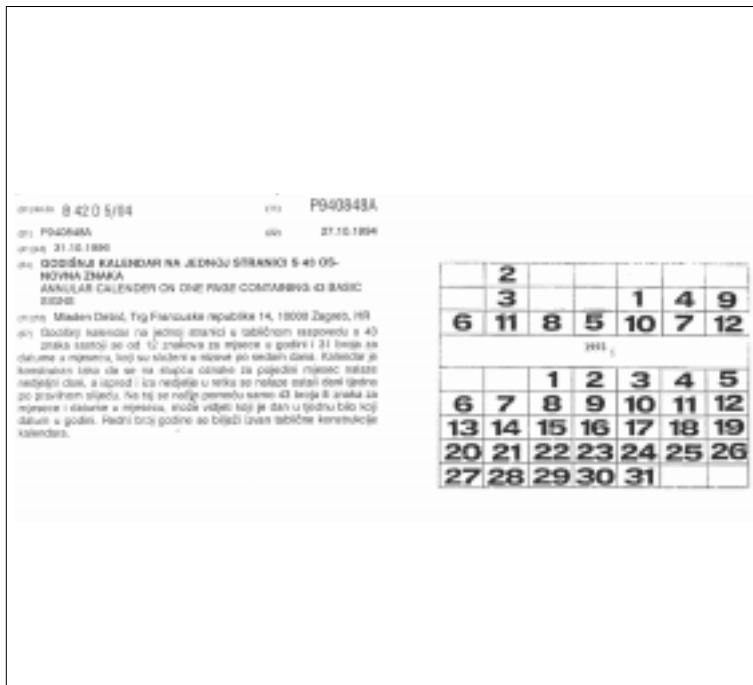 B 42 D 5/04
P940848A
P940848A
27.10.1994
31.10.1996
GODIŠNJI KALENDAR NA JEDNOJ STRANICI S 43 OS-
NOVNA ZNAKA
ANNULAR CALENDER ON ONE PAGE CONTAINING 43 BASIC
SIGNS
Mladen Trg Francuske republike 14, 10000 Zagreb, HR
Godišnji kalendar na jednoj stranici u tabličnom rasporedu s 43
znaka sastoji se od 12 znakova za mjesece u godini i 31 broja za
datume u mjesecu, koji su složeni u nizove po sedam dana. Kalendar je
konstruiran tako da se na stupcu oznake za pojedini mjesec nalaze
nedjeljni dani, a ispred i iza nedjelje u retku se nalaze ostali dani tjedna
po pravilnom slijedu. Na taj se način pomoću samo 43 broja znaka za
mjesece i datume u mjesecu, može vidjeti koji je dan u tjednu bilo koji
datum u godini. Redni broj godine se bilježi izvan tablične konstrukcije
kalendara.
2
3 1 4 9
6 11 8 5 10 7 12
1995
1 2 3 4 5
6 7 8 9 10 11 12
13 14 15 16 17 18 19
20 21 22 23 24 25 26
27 28 29 30 31